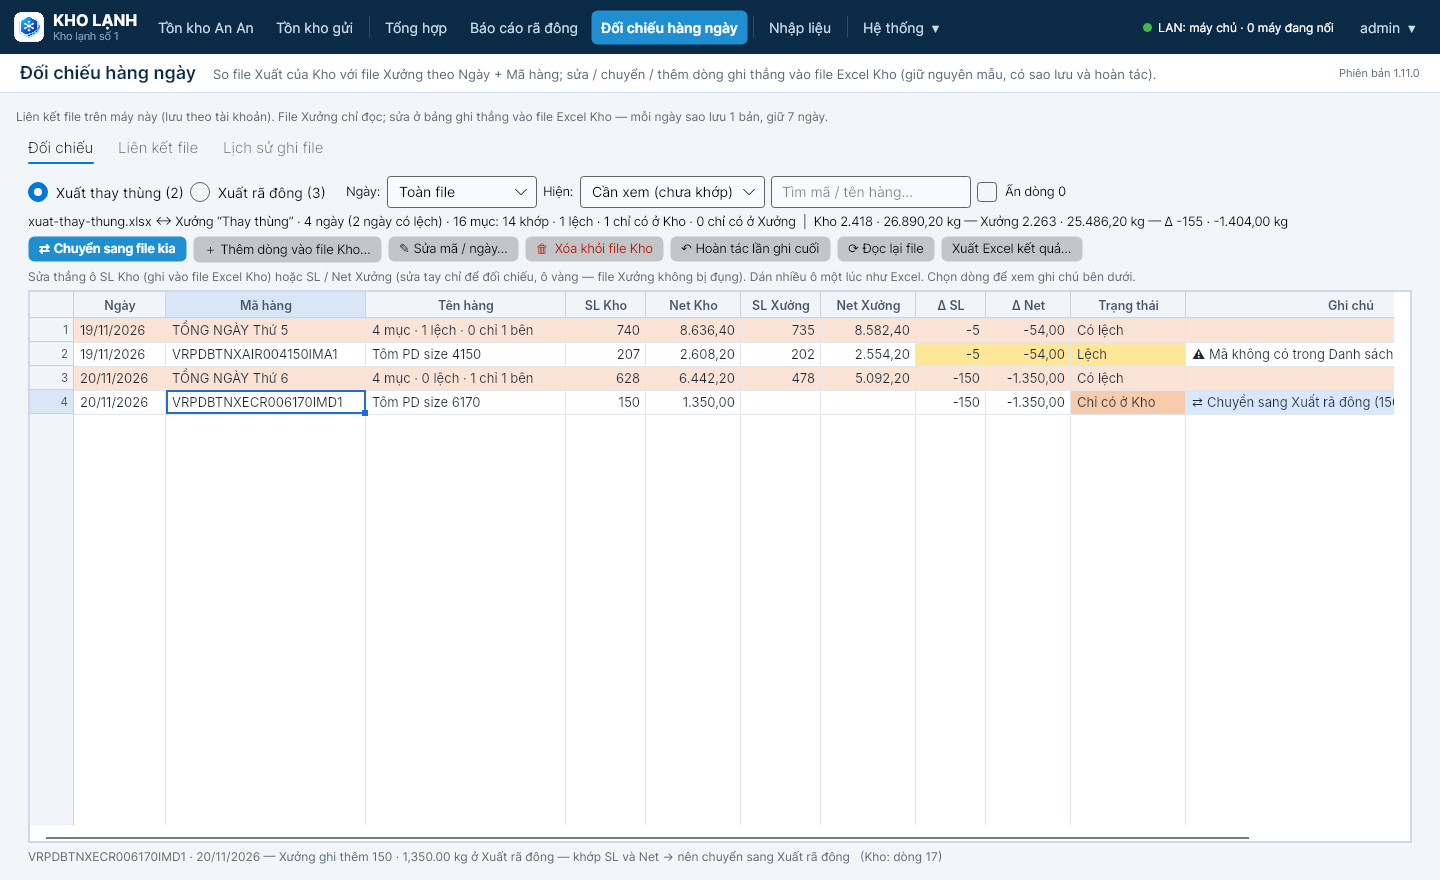 KHO LẠNH
Kho lạnh số 1
Tồn kho An An
Tồn kho gửi
Tổng hợp
Báo cáo rã đông
Đối chiếu hàng ngày
Nhập liệu
Hệ thống ▾
LAN: máy chủ · 0 máy đang nối
admin ▾
Đối chiếu hàng ngày
So file Xuất của Kho với file Xưởng theo Ngày + Mã hàng; sửa / chuyển / thêm dòng ghi thẳng vào file Excel Kho (giữ nguyên mẫu, có sao lưu và hoàn tác).
Phiên bản 1.11.0
Liên kết file trên máy này (lưu theo tài khoản). File Xưởng chỉ đọc; sửa ở bảng ghi thẳng vào file Excel Kho — mỗi ngày sao lưu 1 bản, giữ 7 ngày.
Đối chiếu
Liên kết file
Lịch sử ghi file
Xuất thay thùng (2)
Xuất rã đông (3)
Ngày:
Toàn file
Hiện:
Cần xem (chưa khớp)
Tìm mã / tên hàng...
Ẩn dòng 0
xuat-thay-thung.xlsx ↔ Xưởng “Thay thùng” · 4 ngày (2 ngày có lệch) · 16 mục: 14 khớp · 1 lệch · 1 chỉ có ở Kho · 0 chỉ có ở Xưởng | Kho 2.418 · 26.890,20 kg — Xưởng 2.263 · 25.486,20 kg — Δ -155 · -1.404,00 kg
⇄ Chuyển sang file kia
+ Thêm dòng vào file Kho...
✎ Sửa mã / ngày...
🗑 Xóa khỏi file Kho
↶ Hoàn tác lần ghi cuối
⟳ Đọc lại file
Xuất Excel kết quả...
Sửa thẳng ô SL Kho (ghi vào file Excel Kho) hoặc SL / Net Xưởng (sửa tay chỉ để đối chiếu, ô vàng — file Xưởng không bị đụng). Dán nhiều ô một lúc như Excel. Chọn dòng để xem ghi chú bên dưới.
Ngày Mã hàng Tên hàng SL Kho Net Kho SL Xưởng Net Xưởng Δ SL Δ Net Trạng thái Ghi chú
1 19/11/2026 TỔNG NGÀY Thứ 5 4 mục · 1 lệch · 0 chỉ 1 bên 740 8.636,40 735 8.582,40 -5 -54,00 Có lệch
2 19/11/2026 VRPDBTNXAIR004150IMA1 Tôm PD size 4150 207 2.608,20 202 2.554,20 -5 -54,00 Lệch ⚠ Mã không có trong Danh sách
3 20/11/2026 TỔNG NGÀY Thứ 6 4 mục · 0 lệch · 1 chỉ 1 bên 628 6.442,20 478 5.092,20 -150 -1.350,00 Có lệch
4 20/11/2026 VRPDBTNXECR006170IMD1 Tôm PD size 6170 150 1.350,00 -150 -1.350,00 Chỉ có ở Kho ⇄ Chuyển sang Xuất rã đông (150
VRPDBTNXECR006170IMD1 · 20/11/2026 — Xưởng ghi thêm 150 · 1,350.00 kg ở Xuất rã đông — khớp SL và Net → nên chuyển sang Xuất rã đông (Kho: dòng 17)